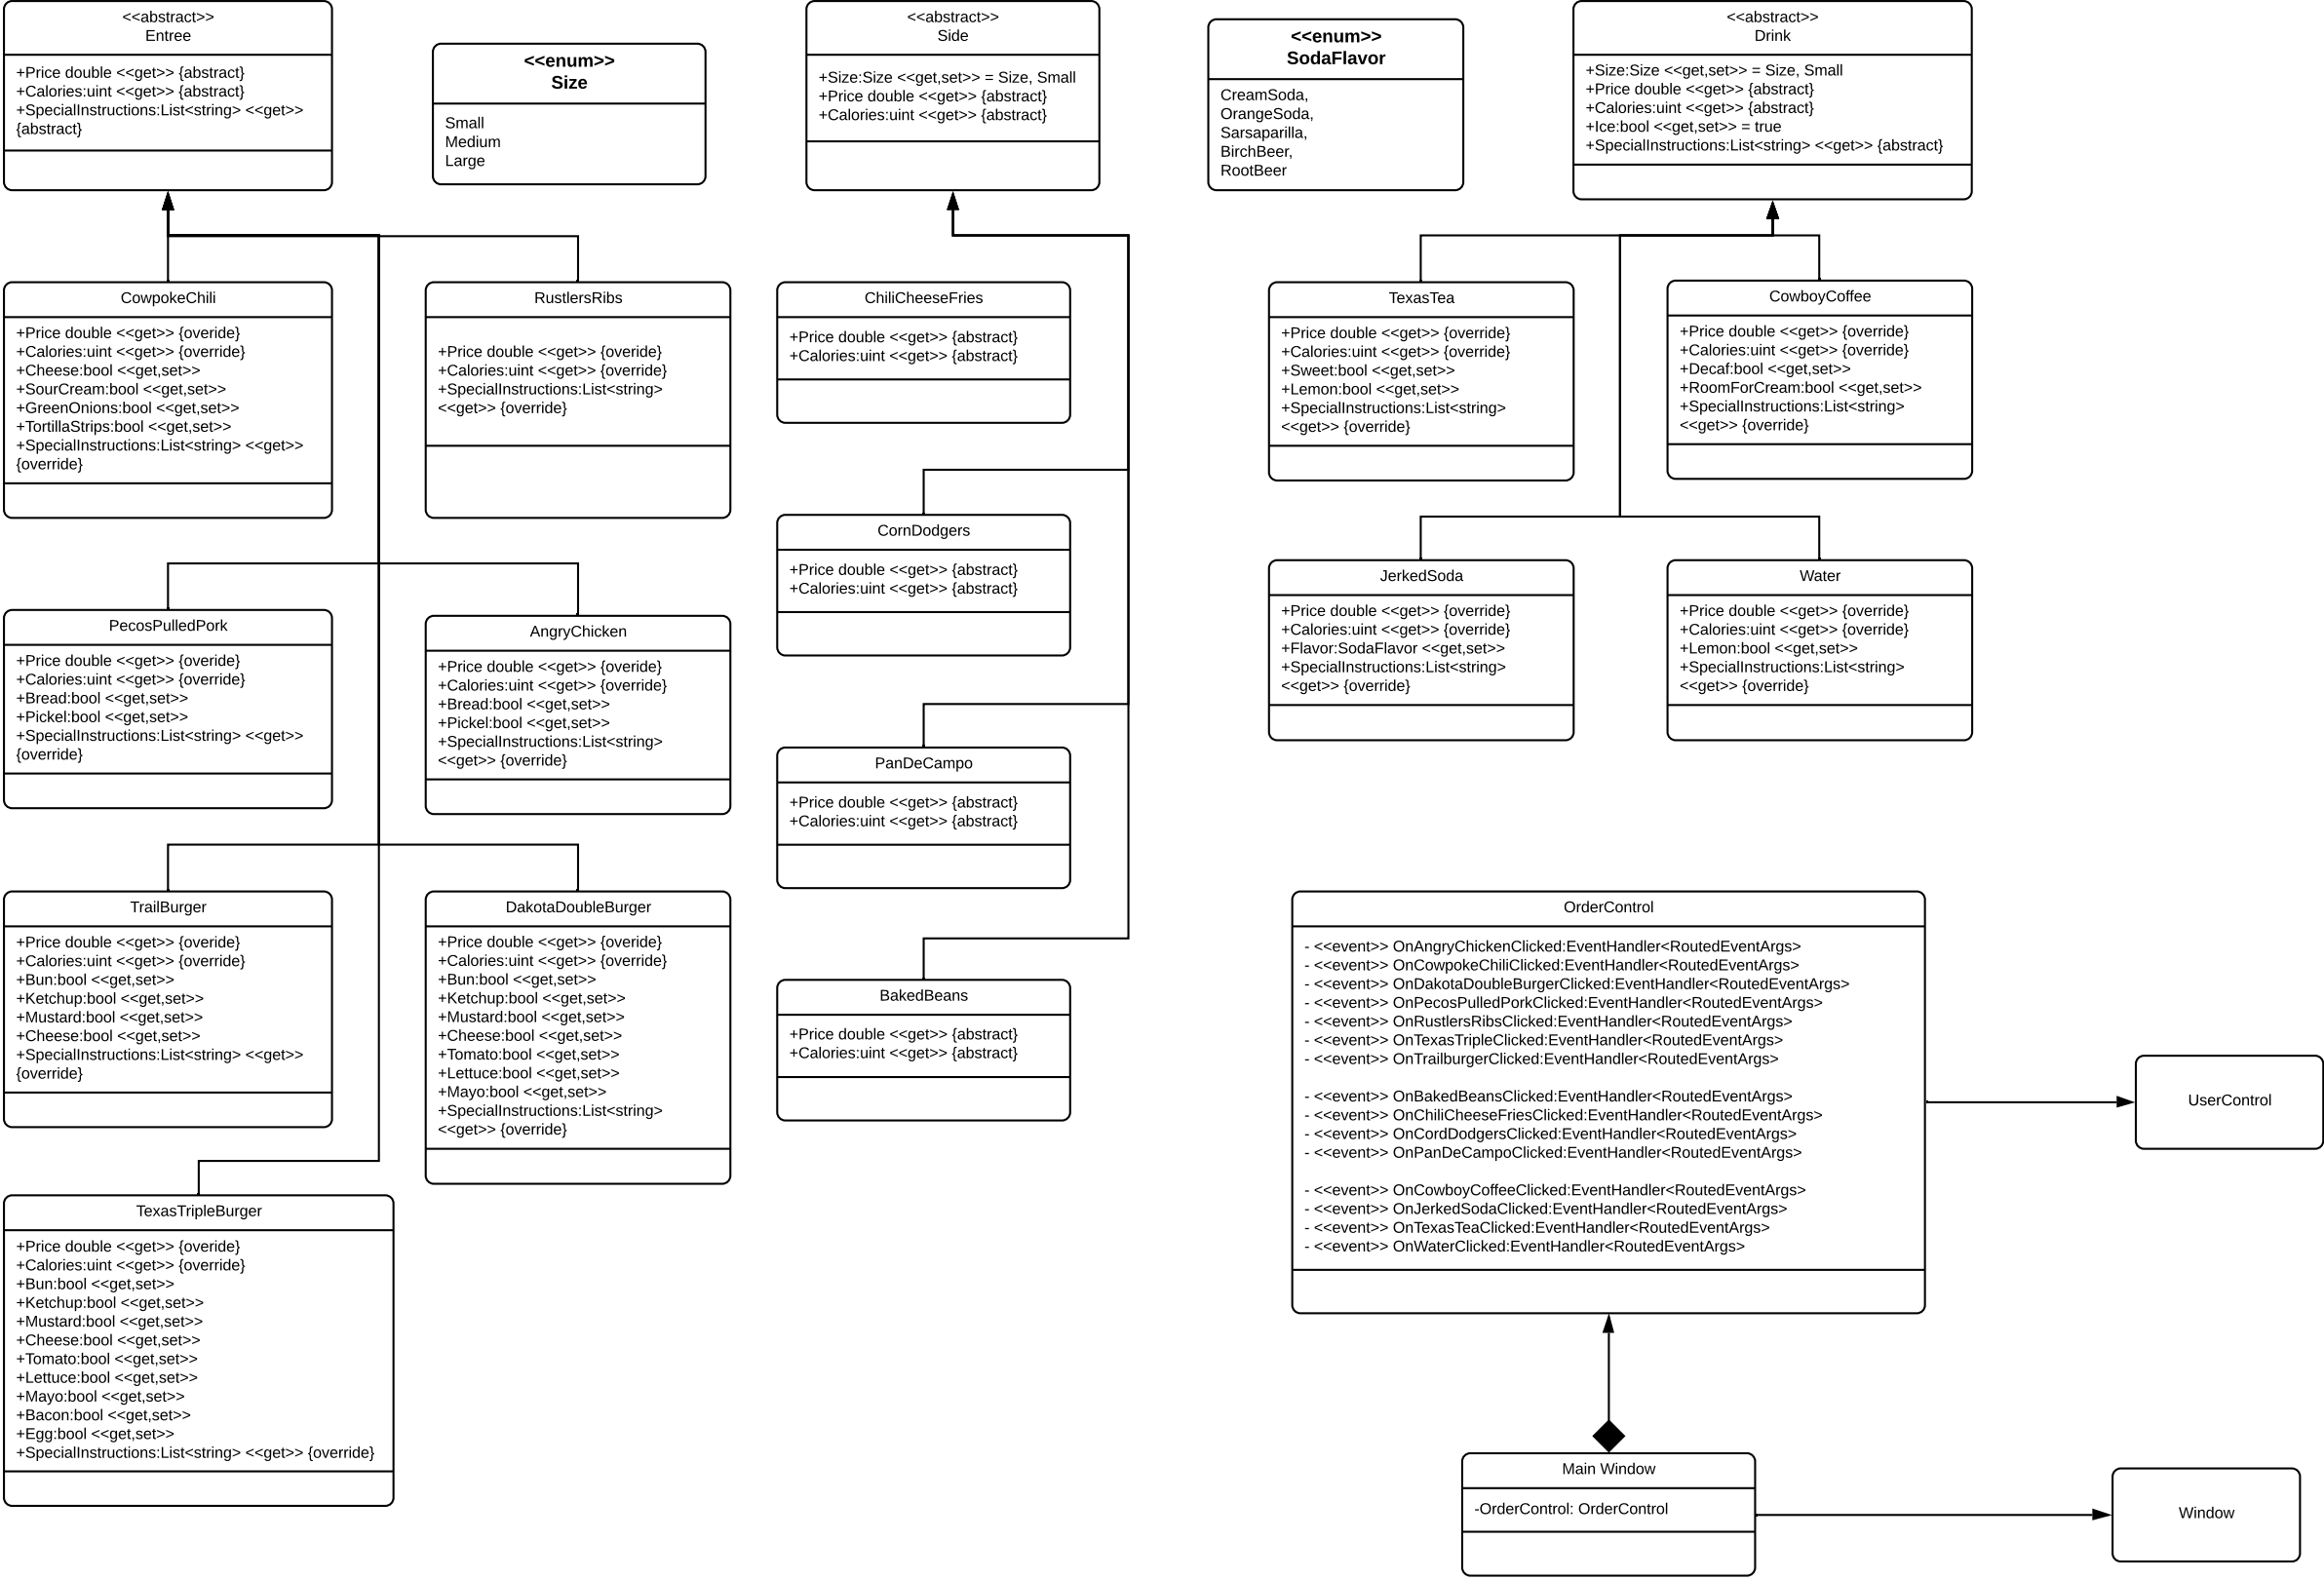 <<abstract>>
Entree
+Price double <<get>> {abstract}
+Calories:uint <<get>> {abstract}
+SpecialInstructions:List<string> <<get>>
{abstract}
<<enum>>
Size
Small
Medium
Large
<<abstract>>
Side
+Size:Size <<get,set>> = Size, Small
+Price double <<get>> {abstract}
+Calories:uint <<get>> {abstract}
<<enum>>
SodaFlavor
CreamSoda,
OrangeSoda,
Sarsaparilla,
BirchBeer,
RootBeer
<<abstract>>
Drink
+Size:Size <<get,set>> = Size, Small
+Price double <<get>> {abstract}
+Calories:uint <<get>> {abstract}
+Ice:bool <<get,set>> = true
+SpecialInstructions:List<string> <<get>> {abstract}
CowpokeChili
+Price double <<get>> {overide}
+Calories:uint <<get>> {override}
+Cheese:bool <<get,set>>
+SourCream:bool <<get,set>>
+GreenOnions:bool <<get,set>>
+TortillaStrips:bool <<get,set>>
+SpecialInstructions:List<string> <<get>>
{override}
RustlersRibs
+Price double <<get>> {overide}
+Calories:uint <<get>> {override}
+SpecialInstructions:List<string>
<<get>> {override}
ChiliCheeseFries
+Price double <<get>> {abstract}
+Calories:uint <<get>> {abstract}
TexasTea
+Price double <<get>> {override}
+Calories:uint <<get>> {override}
+Sweet:bool <<get,set>>
+Lemon:bool <<get,set>>
+SpecialInstructions:List<string>
<<get>> {override}
CowboyCoffee
+Price double <<get>> {override}
+Calories:uint <<get>> {override}
+Decaf:bool <<get,set>>
+RoomForCream:bool <<get,set>>
+SpecialInstructions:List<string>
<<get>> {override}
CornDodgers
+Price double <<get>> {abstract}
+Calories:uint <<get>> {abstract}
JerkedSoda
+Price double <<get>> {override}
+Calories:uint <<get>> {override}
+Flavor:SodaFlavor <<get,set>>
+SpecialInstructions:List<string>
<<get>> {override}
Water
+Price double <<get>> {override}
+Calories:uint <<get>> {override}
+Lemon:bool <<get,set>>
+SpecialInstructions:List<string>
<<get>> {override}
PecosPulledPork
+Price double <<get>> {overide}
+Calories:uint <<get>> {override}
+Bread:bool <<get,set>>
+Pickel:bool <<get,set>>
+SpecialInstructions:List<string> <<get>>
{override}
AngryChicken
+Price double <<get>> {overide}
+Calories:uint <<get>> {override}
+Bread:bool <<get,set>>
+Pickel:bool <<get,set>>
+SpecialInstructions:List<string>
<<get>> {override}
PanDeCampo
+Price double <<get>> {abstract}
+Calories:uint <<get>> {abstract}
TrailBurger
+Price double <<get>> {overide}
+Calories:uint <<get>> {override}
+Bun:bool <<get,set>>
+Ketchup:bool <<get,set>>
+Mustard:bool <<get,set>>
+Cheese:bool <<get,set>>
+SpecialInstructions:List<string> <<get>>
{override}
DakotaDoubleBurger
+Price double <<get>> {overide}
+Calories:uint <<get>> {override}
+Bun:bool <<get,set>>
+Ketchup:bool <<get,set>>
+Mustard:bool <<get,set>>
+Cheese:bool <<get,set>>
+Tomato:bool <<get,set>>
+Lettuce:bool <<get,set>>
+Mayo:bool <<get,set>>
+SpecialInstructions:List<string>
<<get>> {override}
BakedBeans
+Price double <<get>> {abstract}
+Calories:uint <<get>> {abstract}
OrderControl
- <<event>> OnAngryChickenClicked:EventHandler<RoutedEventArgs>
- <<event>> OnCowpokeChiliClicked:EventHandler<RoutedEventArgs>
- <<event>> OnDakotaDoubleBurgerClicked:EventHandler<RoutedEventArgs>
- <<event>> OnPecosPulledPorkClicked:EventHandler<RoutedEventArgs>
- <<event>> OnRustlersRibsClicked:EventHandler<RoutedEventArgs>
- <<event>> OnTexasTripleClicked:EventHandler<RoutedEventArgs>
- <<event>> OnTrailburgerClicked:EventHandler<RoutedEventArgs>
- <<event>> OnBakedBeansClicked:EventHandler<RoutedEventArgs>
- <<event>> OnChiliCheeseFriesClicked:EventHandler<RoutedEventArgs>
- <<event>> OnCordDodgersClicked:EventHandler<RoutedEventArgs>
- <<event>> OnPanDeCampoClicked:EventHandler<RoutedEventArgs>
- <<event>> OnCowboyCoffeeClicked:EventHandler<RoutedEventArgs>
- <<event>> OnJerkedSodaClicked:EventHandler<RoutedEventArgs>
- <<event>> OnTexasTeaClicked:EventHandler<RoutedEventArgs>
- <<event>> OnWaterClicked:EventHandler<RoutedEventArgs>
UserControl
TexasTripleBurger
+Price double <<get>> {overide}
+Calories:uint <<get>> {override}
+Bun:bool <<get,set>>
+Ketchup:bool <<get,set>>
+Mustard:bool <<get,set>>
+Cheese:bool <<get,set>>
+Tomato:bool <<get,set>>
+Lettuce:bool <<get,set>>
+Mayo:bool <<get,set>>
+Bacon:bool <<get,set>>
+Egg:bool <<get,set>>
+SpecialInstructions:List<string> <<get>> {override}
Main Window
-OrderControl: OrderControl
Window